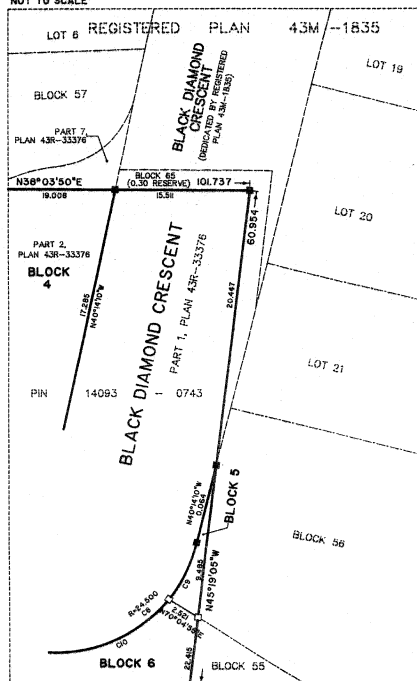 NOT TO SCALE
REGISTERED PLAN 43M-1835
LOT 6
LOT 19
BLOCK 57
BLACK DIAMOND
CRESCENT
(DEDICATED BY REGISTERED
PLAN 43M-1835)
PART 7,
PLAN 43R-33376
BLOCK 65
(0.30 RESERVE)
101.737
N38°03'50"E
19.008
15.511
60.954
LOT 20
PART 2,
PLAN 43R-33376
BLOCK
4
17.285
N40°14'10"W
BLACK DIAMOND CRESCENT
PART 1, PLAN 43R-33376
20.447
LOT 21
PIN 14093 - 0743
N40°14'10"W
0.064
BLOCK 5
BLOCK 56
9.485
N45°19'05"W
C9
R=24.500
C8
2.521
C10
BLOCK 6
22.415
BLOCK 55